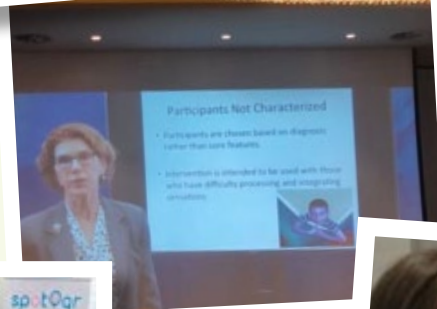 Participants Not Characterized
• Participants are chosen based on diagnosis
rather than core features.
• Intervention is intended to be used with those
who have difficulty processing and integrating
sensations.
spotOgr